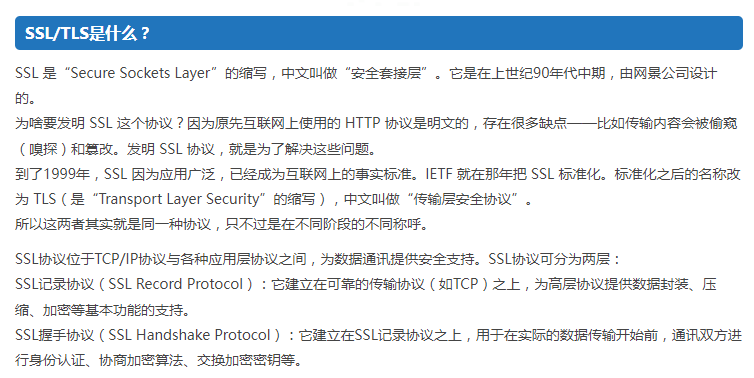 SSL/TLS是什么？
SSL 是“Secure Sockets Layer”的缩写，中文叫做“安全套接层”。它是在上世纪90年代中期，由网景公司设计
的。
为啥要发明 SSL 这个协议？因为原先互联网上使用的 HTTP 协议是明文的，存在很多缺点——比如传输内容会被偷窥
（嗅探）和篡改。发明 SSL 协议，就是为了解决这些问题。
到了1999年，SSL 因为应用广泛，已经成为互联网上的事实标准。IETF 就在那年把 SSL 标准化。标准化之后的名称改
为 TLS（是“Transport Layer Security”的缩写），中文叫做“传输层安全协议”。
所以这两者其实就是同一种协议，只不过是在不同阶段的不同称呼。
SSL协议位于TCP/IP协议与各种应用层协议之间，为数据通讯提供安全支持。SSL协议可分为两层：
SSL记录协议（SSL Record Protocol）：它建立在可靠的传输协议（如TCP）之上，为高层协议提供数据封装、压
缩、加密等基本功能的支持。
SSL握手协议（SSL Handshake Protocol）：它建立在SSL记录协议之上，用于在实际的数据传输开始前，通讯双方进
行身份认证、协商加密算法、交换加密密钥等。